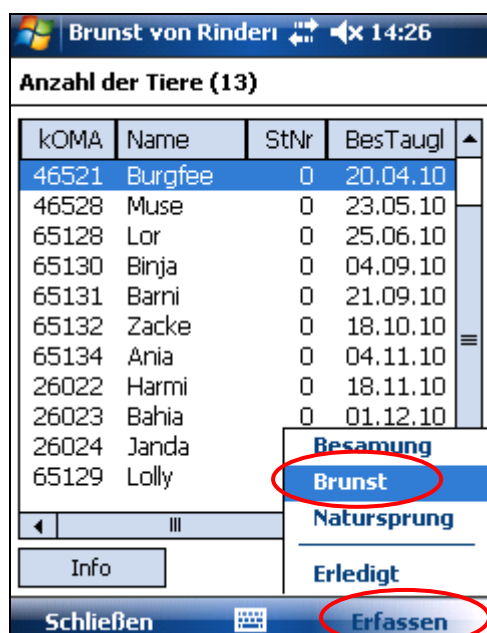 Brunst von Rindern 14:26
Anzahl der Tiere (13)
kOMA Name StNr BesTaugl
46521 Burgfee 0 20.04.10
46528 Muse 0 23.05.10
65128 Lor 0 25.06.10
65130 Binja 0 04.09.10
65131 Barni 0 21.09.10
65132 Zacke 0 18.10.10
65134 Ania 0 04.11.10
26022 Harmi 0 18.11.10
26023 Bahia 0 01.12.10
26024 Janda
65129 Lolly
Besamung
Brunst
Natursprung
Erledigt
Info
Schließen Erfassen